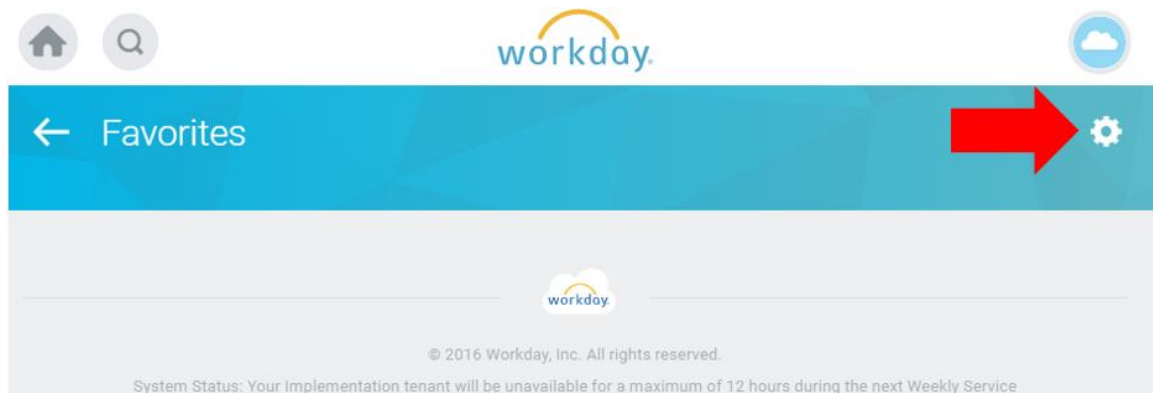 workday.
Favorites
workday.
© 2016 Workday, Inc. All rights reserved.
System Status: Your Implementation tenant will be unavailable for a maximum of 12 hours during the next Weekly Service